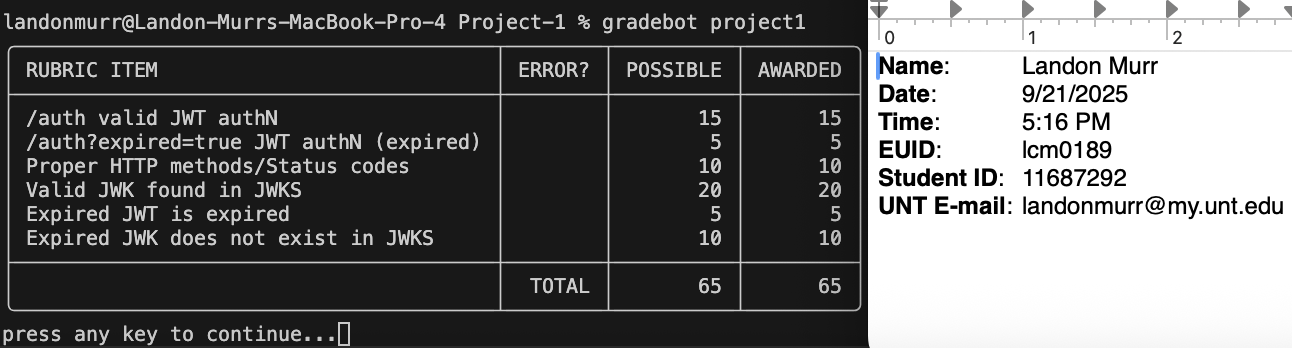 landonmurr@Landon-Murrs-MacBook-Pro-4 Project-1 % gradebot project1
RUBRIC ITEM ERROR? POSSIBLE AWARDED
/auth valid JWT authN 15 15
/auth?expired=true JWT authN (expired) 5 5
Proper HTTP methods/Status codes 10 10
Valid JWK found in JWKS 20 20
Expired JWT is expired 5 5
Expired JWK does not exist in JWKS 10 10
TOTAL 65 65
press any key to continue...
0 1 2
Name: Landon Murr
Date: 9/21/2025
Time: 5:16 PM
EUID: lcm0189
Student ID: 11687292
UNT E-mail: landonmurr@my.unt.edu